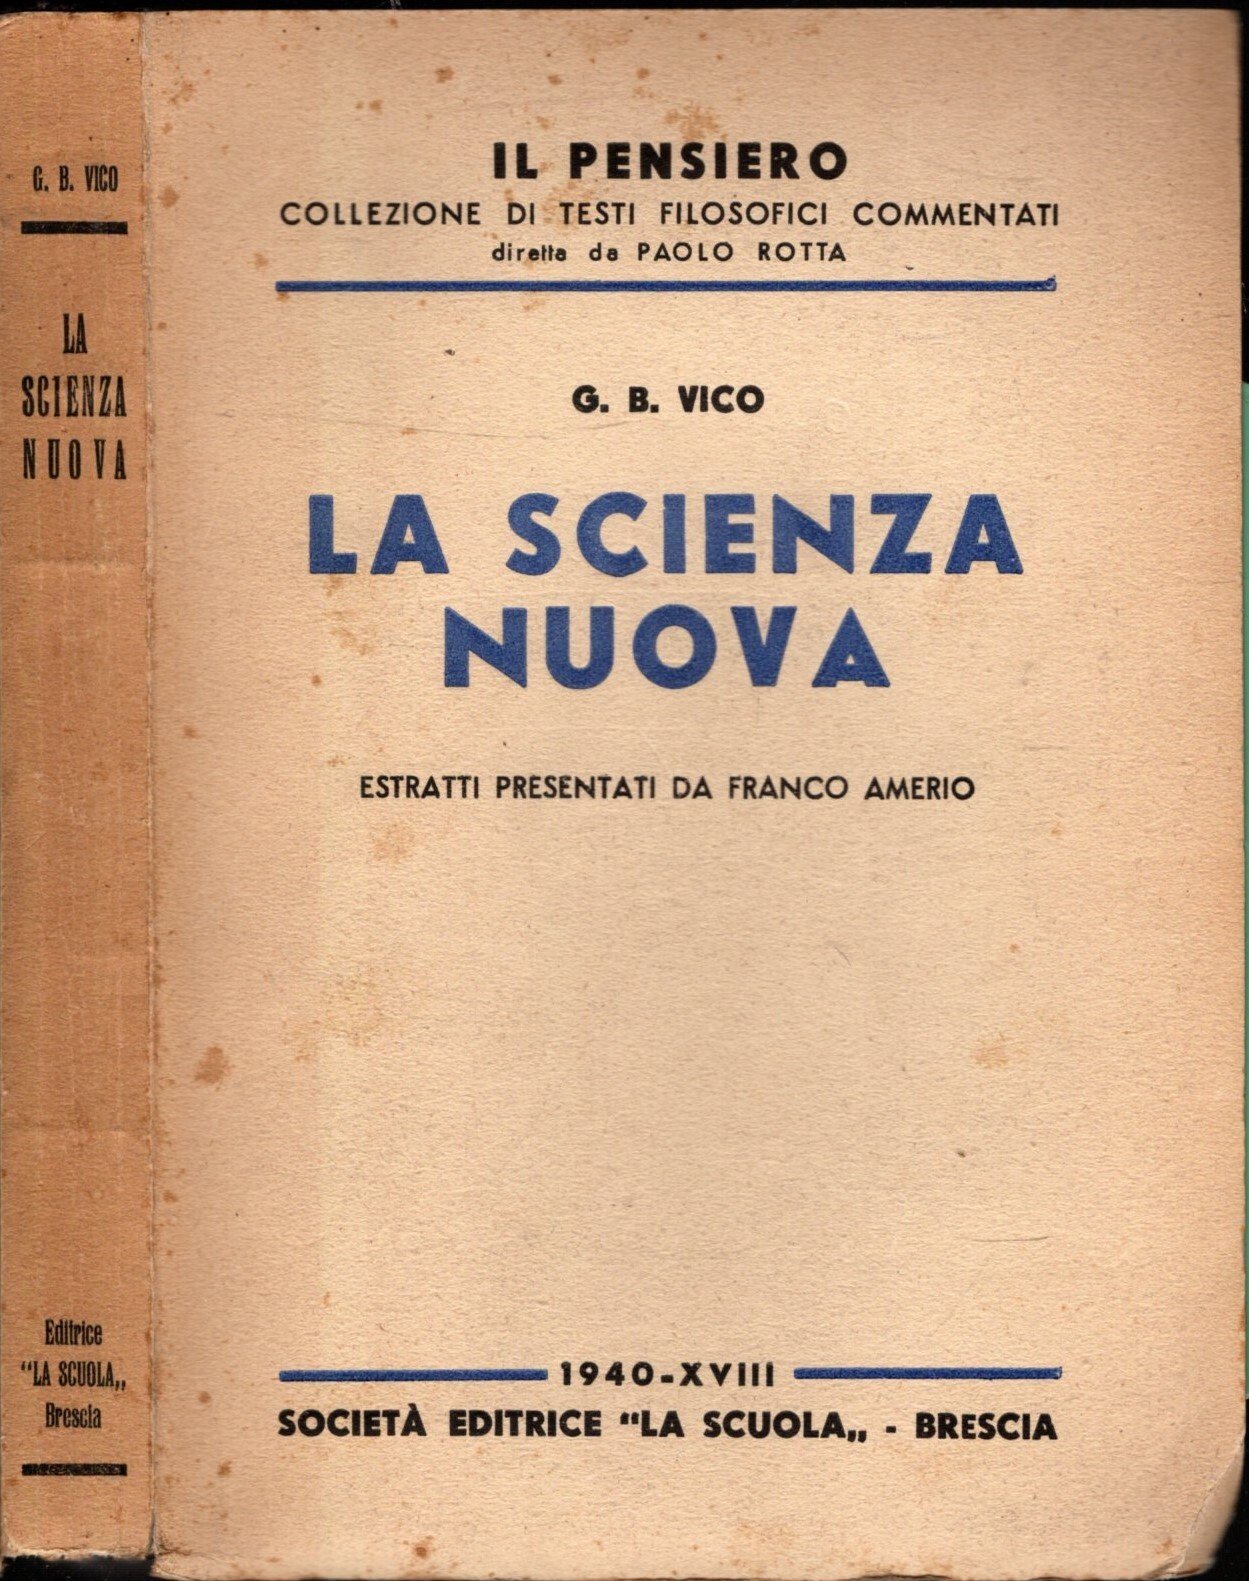 G. B. VICO
LA
SCIENZA
NUOVA
Editrice
"LA SCUOLA„
Brescia
IL PENSIERO
COLLEZIONE DI TESTI FILOSOFICI COMMENTATI
diretta da PAOLO ROTTA
G. B. VICO
LA SCIENZA
NUOVA
ESTRATTI PRESENTATI DA FRANCO AMERIO
1940-XVIII
SOCIETÀ EDITRICE "LA SCUOLA„ - BRESCIA